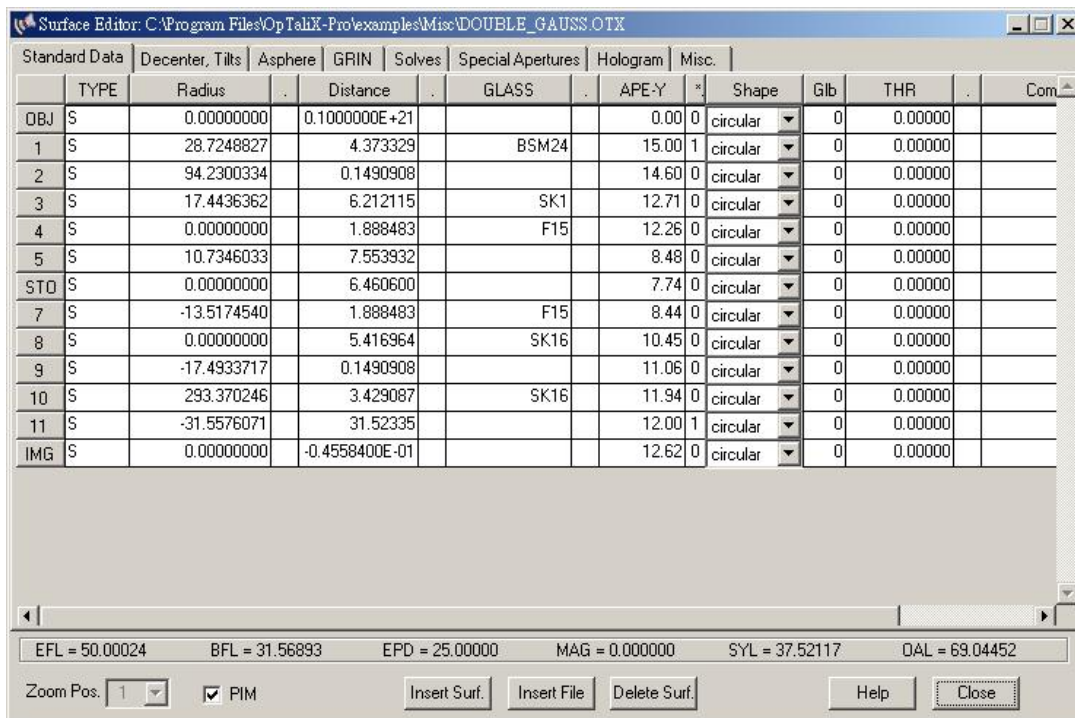 Surface Editor: C:\Program Files\OpTaliX-Pro\examples\Misc\DOUBLE_GAUSS.OTX
Standard Data Decenter, Tilts Asphere GRIN Solves Special Apertures Hologram Misc.
TYPE Radius . Distance . GLASS . APE-Y * Shape Glb THR . Com
OBJ S 0.00000000 0.1000000E+21 0.00 0 circular 0 0.00000
1 S 28.7248827 4.373329 BSM24 15.00 1 circular 0 0.00000
2 S 94.2300334 0.1490908 14.60 0 circular 0 0.00000
3 S 17.4436362 6.212115 SK1 12.71 0 circular 0 0.00000
4 S 0.00000000 1.888483 F15 12.26 0 circular 0 0.00000
5 S 10.7346033 7.553932 8.48 0 circular 0 0.00000
STO S 0.00000000 6.460600 7.74 0 circular 0 0.00000
7 S -13.5174540 1.888483 F15 8.44 0 circular 0 0.00000
8 S 0.00000000 5.416964 SK16 10.45 0 circular 0 0.00000
9 S -17.4933717 0.1490908 11.06 0 circular 0 0.00000
10 S 293.370246 3.429087 SK16 11.94 0 circular 0 0.00000
11 S -31.5576071 31.52335 12.00 1 circular 0 0.00000
IMG S 0.00000000 -0.4558400E-01 12.62 0 circular 0 0.00000
EFL = 50.00024 BFL = 31.56893 EPD = 25.00000 MAG = 0.000000 SYL = 37.52117 OAL = 69.04452
Zoom Pos. 1 PIM Insert Surf. Insert File Delete Surf. Help Close